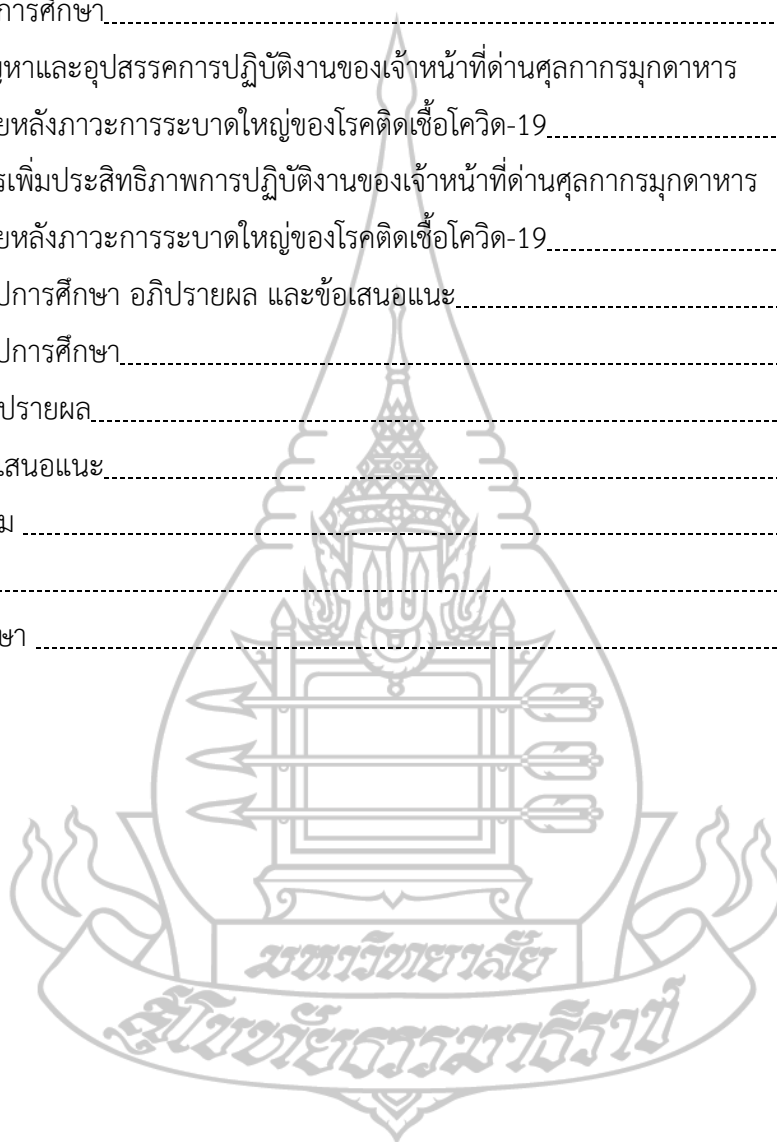 การศึกษา
ญหาและอุปสรรคการปฏิบัติงานของเจ้าหน้าที่ด่านศุลกากรมุกดาหาร
ยหลังภาวะการระบาดใหญ่ของโรคติดเชื้อโควิด-19
รเพิ่มประสิทธิภาพการปฏิบัติงานของเจ้าหน้าที่ด่านศุลกากรมุกดาหาร
ยหลังภาวะการระบาดใหญ่ของโรคติดเชื้อโควิด-19
ปการศึกษา อภิปรายผล และข้อเสนอแนะ
ปการศึกษา
ปรายผล
เสนอแนะ
ม
ษา
มหาวิทยาลัย
สุโขทัยธรรมาธิราช